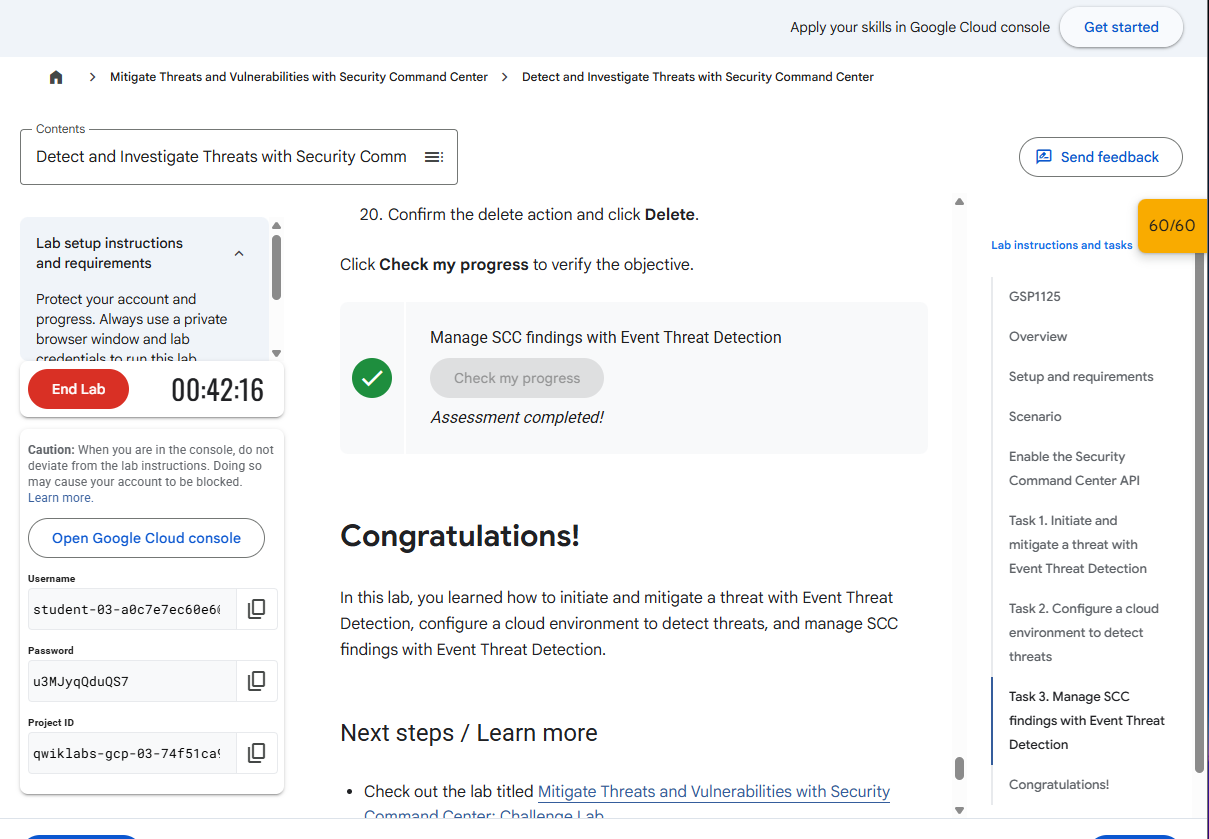 Apply your skills in Google Cloud console
Get started
Mitigate Threats and Vulnerabilities with Security Command Center
Detect and Investigate Threats with Security Command Center
Contents
Detect and Investigate Threats with Security Comm
Send feedback
Lab setup instructions
and requirements
Protect your account and
progress. Always use a private
browser window and lab
credentials to run this lab
End Lab
00:42:16
Caution: When you are in the console, do not
deviate from the lab instructions. Doing so
may cause your account to be blocked.
Learn more.
Open Google Cloud console
Username
student-03-a0c7e7ec60e6
Password
u3MJyqQduQS7
Project ID
qwiklabs-gcp-03-74f51ca
20. Confirm the delete action and click Delete.
Click Check my progress to verify the objective.
Manage SCC findings with Event Threat Detection
Check my progress
Assessment completed!
Congratulations!
In this lab, you learned how to initiate and mitigate a threat with Event Threat
Detection, configure a cloud environment to detect threats, and manage SCC
findings with Event Threat Detection.
Next steps / Learn more
• Check out the lab titled Mitigate Threats and Vulnerabilities with Security
Command Center: Challenge Lab
60/60
Lab instructions and tasks
GSP1125
Overview
Setup and requirements
Scenario
Enable the Security
Command Center API
Task 1. Initiate and
mitigate a threat with
Event Threat Detection
Task 2. Configure a cloud
environment to detect
threats
Task 3. Manage SCC
findings with Event Threat
Detection
Congratulations!